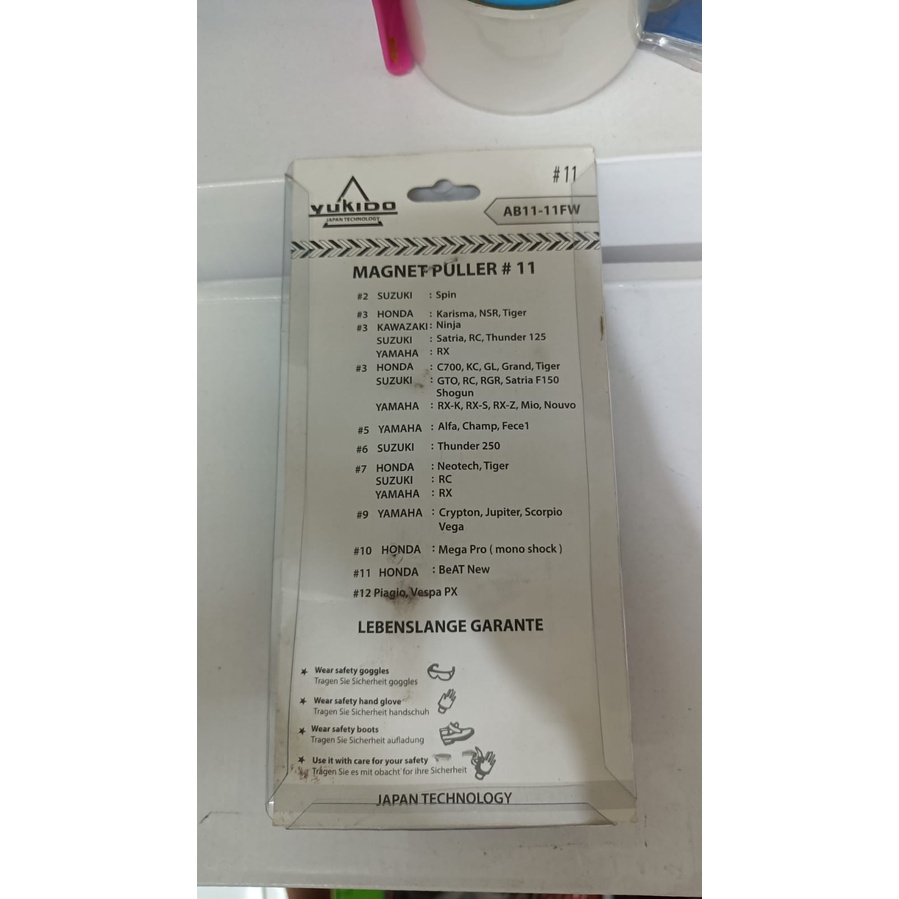 YUKIDO
JAPAN TECHNOLOGY
#11
AB11-11FW
MAGNET PULLER # 11
#2 SUZUKI : Spin
#3 HONDA : Karisma, NSR, Tiger
#3 KAWAZAKI : Ninja
SUZUKI : Satria, RC, Thunder 125
YAMAHA : RX
#3 HONDA : C700, KC, GL, Grand, Tiger
SUZUKI : GTO, RC, RGR, Satria F150
Shogun
YAMAHA : RX-K, RX-S, RX-Z, Mio, Nouvo
#5 YAMAHA : Alfa, Champ, Fece1
#6 SUZUKI : Thunder 250
#7 HONDA : Neotech, Tiger
SUZUKI : RC
YAMAHA : RX
#9 YAMAHA : Crypton, Jupiter, Scorpio
Vega
#10 HONDA : Mega Pro ( mono shock )
#11 HONDA : BeAT New
#12 Piagio, Vespa PX
LEBENSLANGE GARANTE
Wear safety goggles
Tragen Sie Sicherheit goggles
Wear safety hand glove
Tragen Sie Sicherheit handschuh
Wear safety boots
Tragen Sie Sicherheit aufladung
Use it with care for your safety
Tragen Sie es mit obacht for ihre Sicherheit
JAPAN TECHNOLOGY